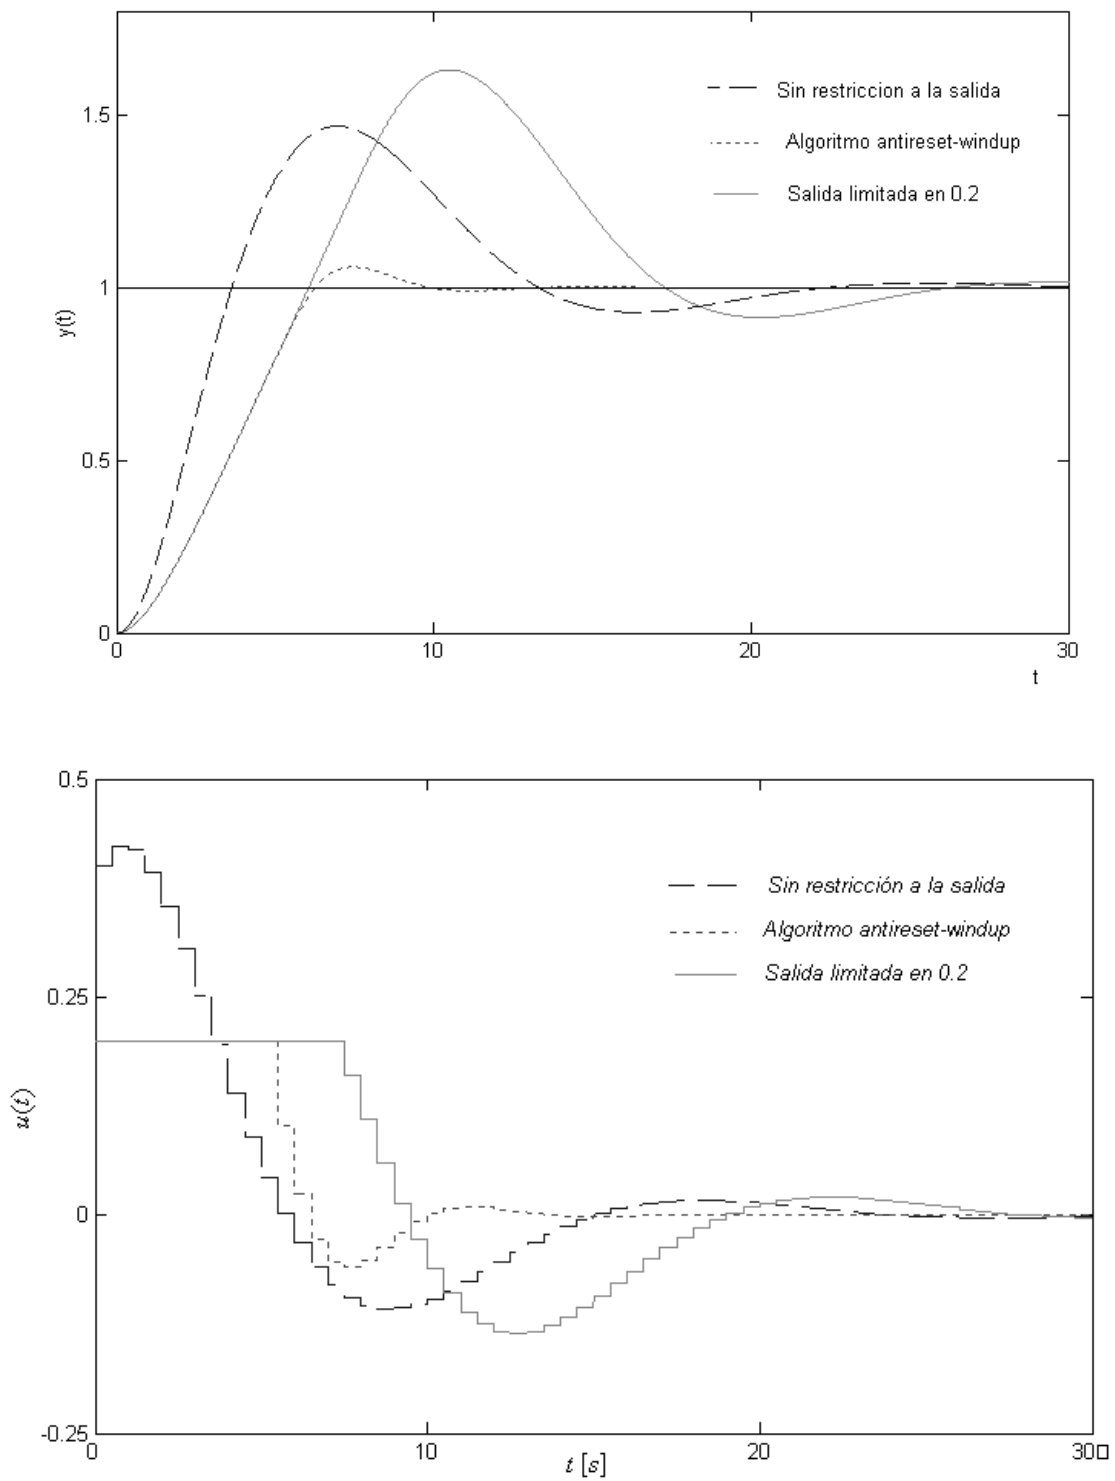 1.5
Sin restriccion a la salida
Algoritmo antireset-windup
Salida limitada en 0.2
1
y(t)
0.5
0
0
10
20
30
t
0.5
Sin restricción a la salida
Algoritmo antireset-windup
Salida limitada en 0.2
0.25
u(t)
0
-0.25
0
10
20
30
t [s]